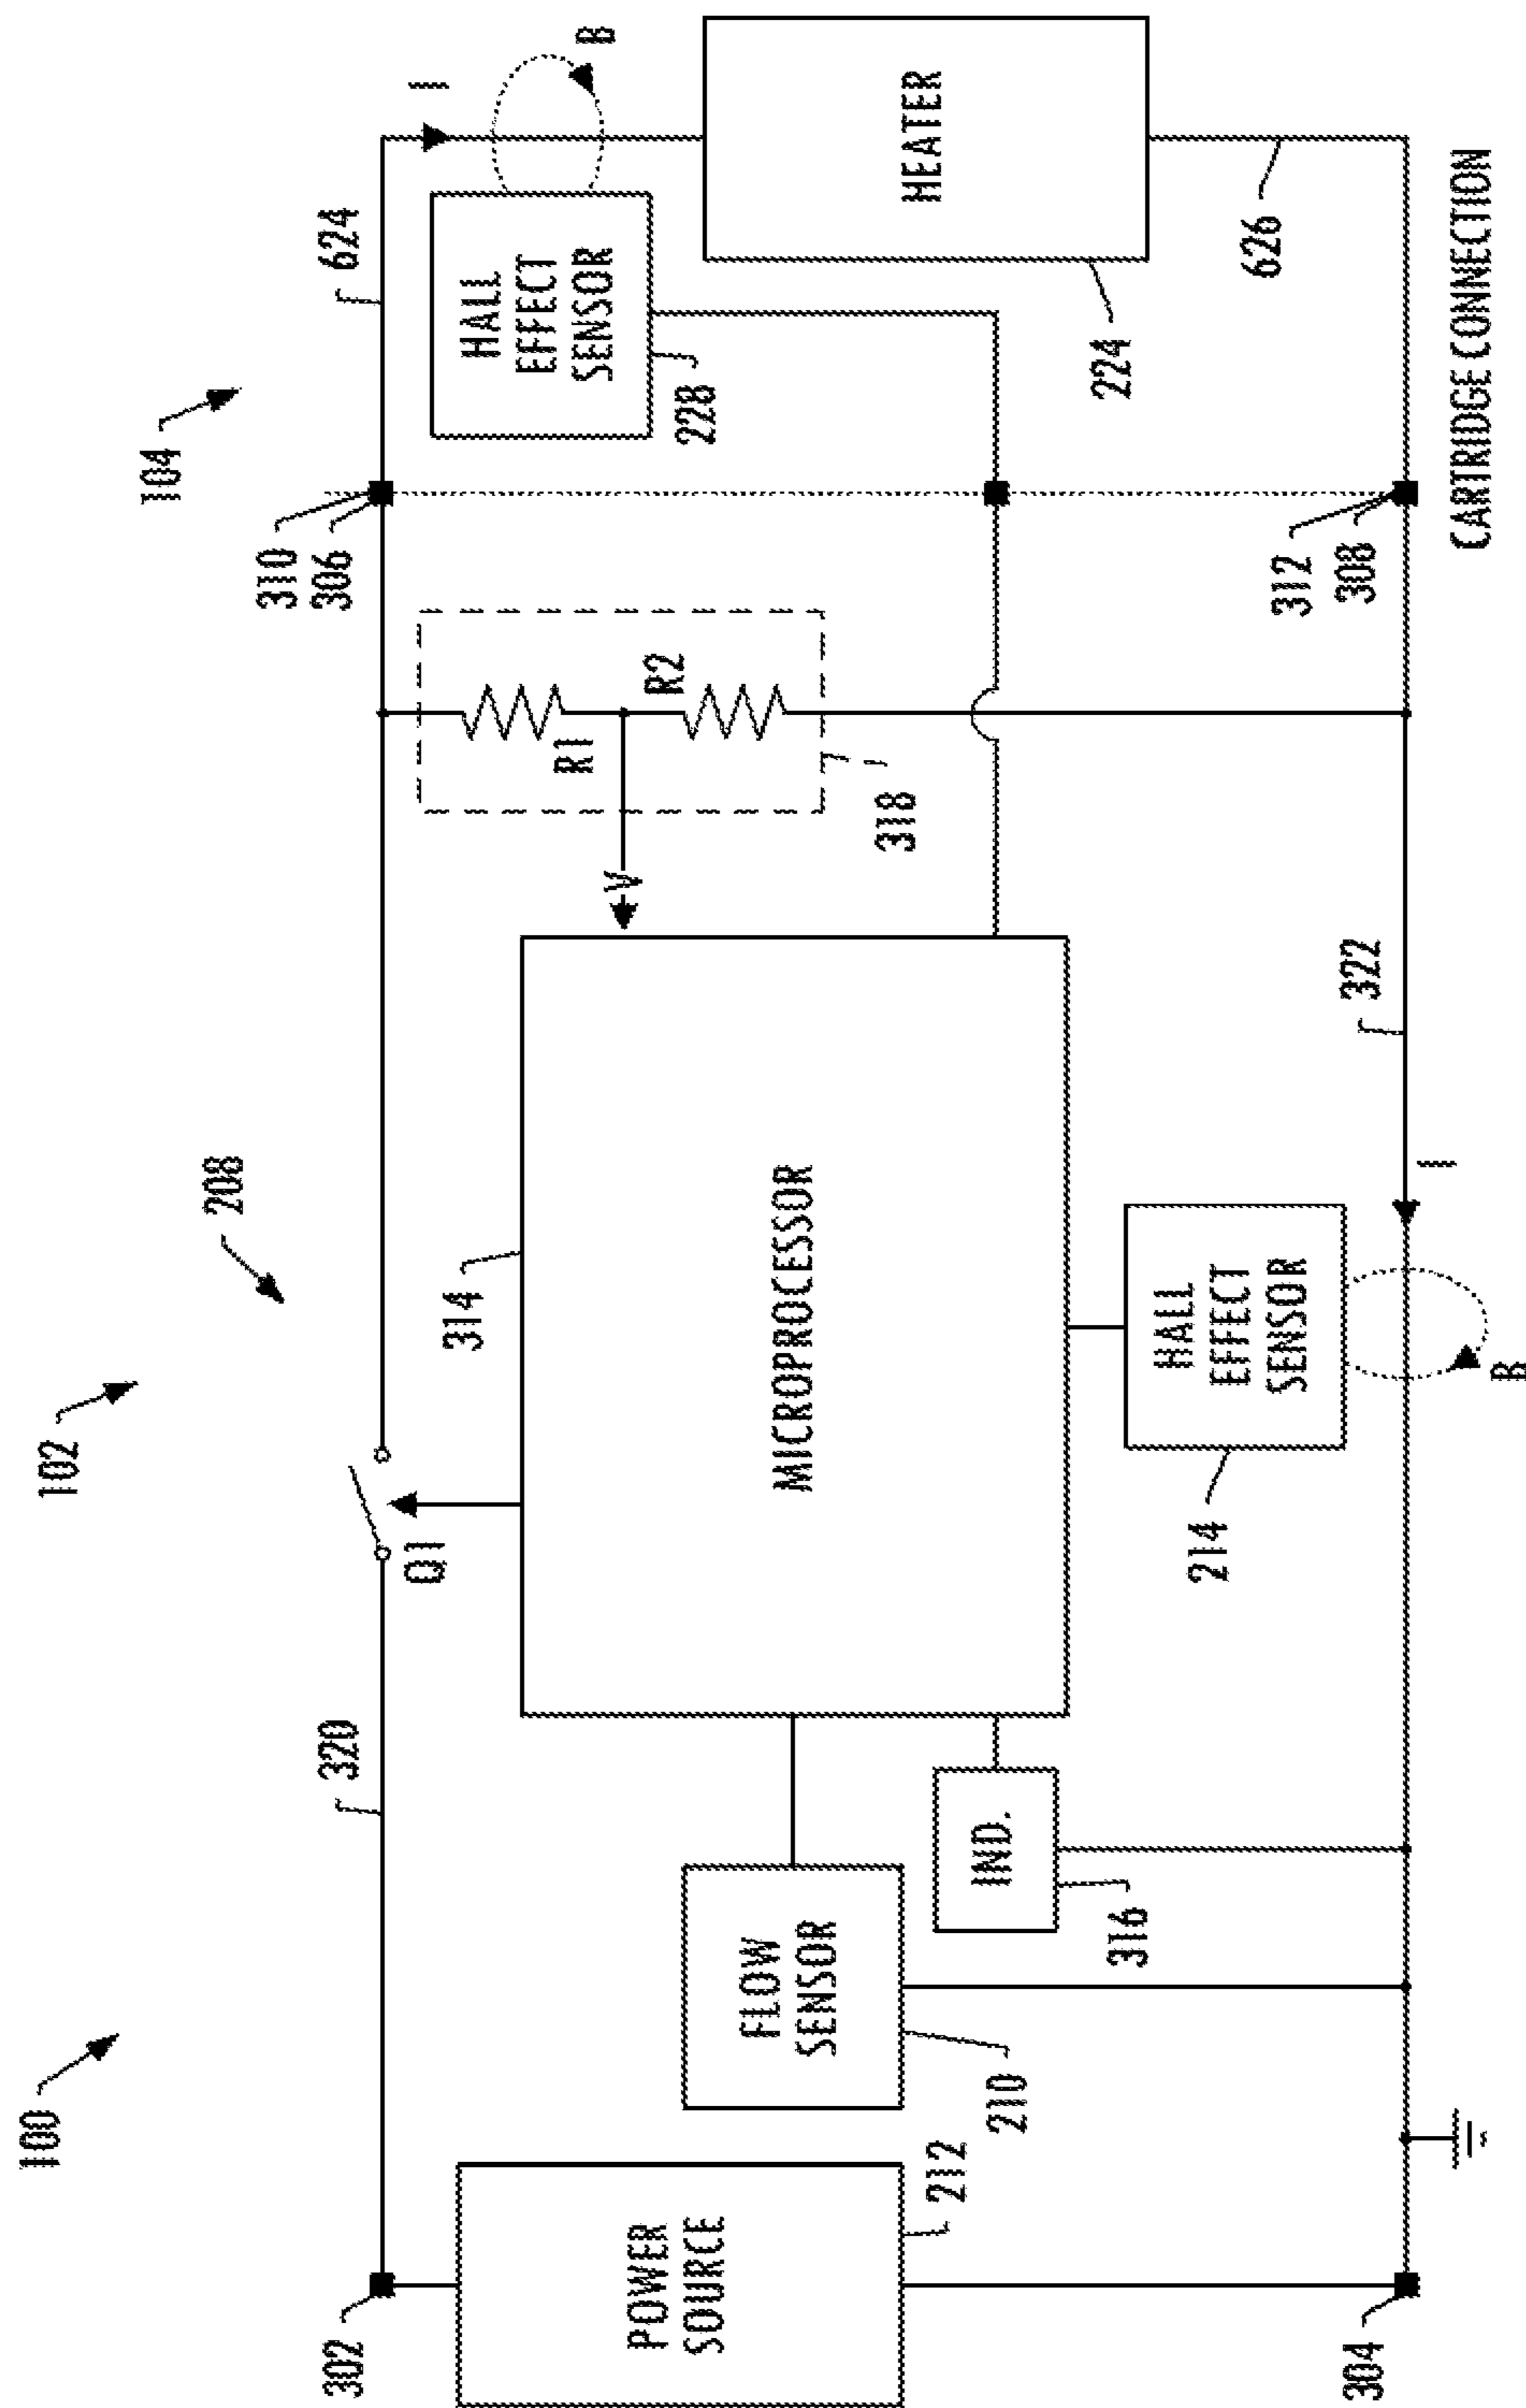 100
102
104
208
302
320
Q1
314
310
306
624
I
B
POWER
SOURCE
212
FLOW
SENSOR
210
IND.
316
MICROPROCESSOR
V
R1
R2
318
HALL
EFFECT
SENSOR
228
HEATER
224
626
HALL
EFFECT
SENSOR
214
I
B
322
312
308
304
CARTRIDGE CONNECTION